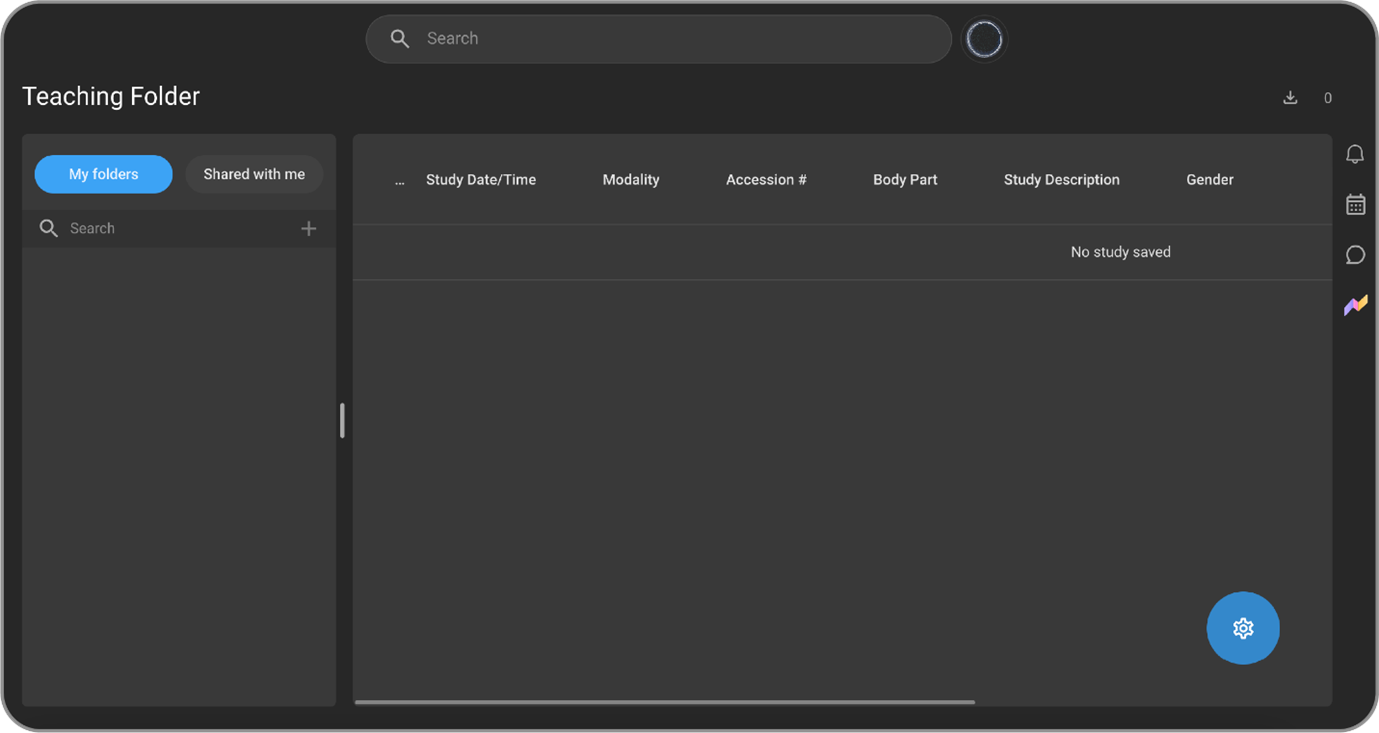 Search
Teaching Folder
0
My folders
Shared with me
Search
... Study Date/Time Modality Accession # Body Part Study Description Gender
No study saved